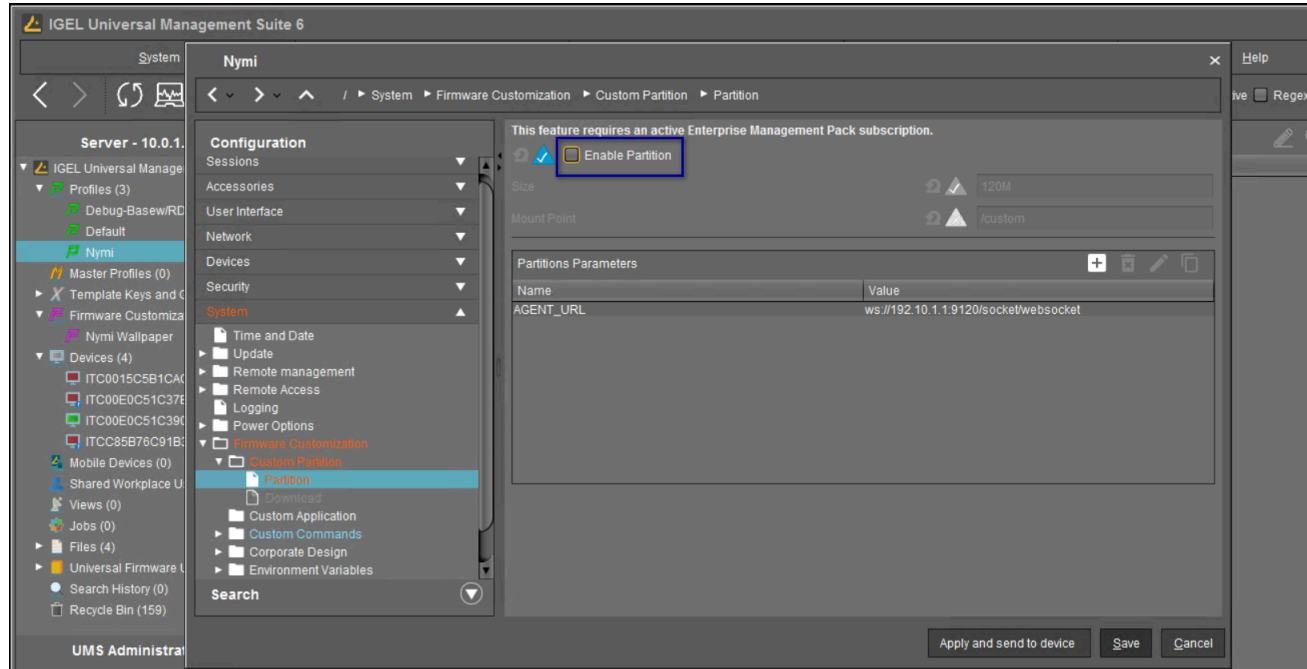 IGEL Universal Management Suite 6
System
Help
Nymi
/ ► System ► Firmware Customization ► Custom Partition ► Partition
Regex
Server - 10.0.1.
IGEL Universal Manage
Profiles (3)
Debug-Basew/RD
Default
Nymi
Master Profiles (0)
Template Keys and
Firmware Customiza
Nymi Wallpaper
Devices (4)
ITC0015C5B1CA
ITC00E0C51C37
ITC00E0C51C390
ITCC85B76C91B
Mobile Devices (0)
Shared Workplace U
Views (0)
Jobs (0)
Files (4)
Universal Firmware
Search History (0)
Recycle Bin (159)
UMS Administra
Configuration
Sessions
Accessories
User Interface
Network
Devices
Security
System
Time and Date
Update
Remote management
Remote Access
Logging
Power Options
Firmware Customization
Custom Partition
Partition
Download
Custom Application
Custom Commands
Corporate Design
Environment Variables
Search
This feature requires an active Enterprise Management Pack subscription.
Enable Partition
Size 120M
Mount Point /custom
Partitions Parameters
Name Value
AGENT_URL ws://192.10.1.1:9120/socket/websocket
Apply and send to device Save Cancel